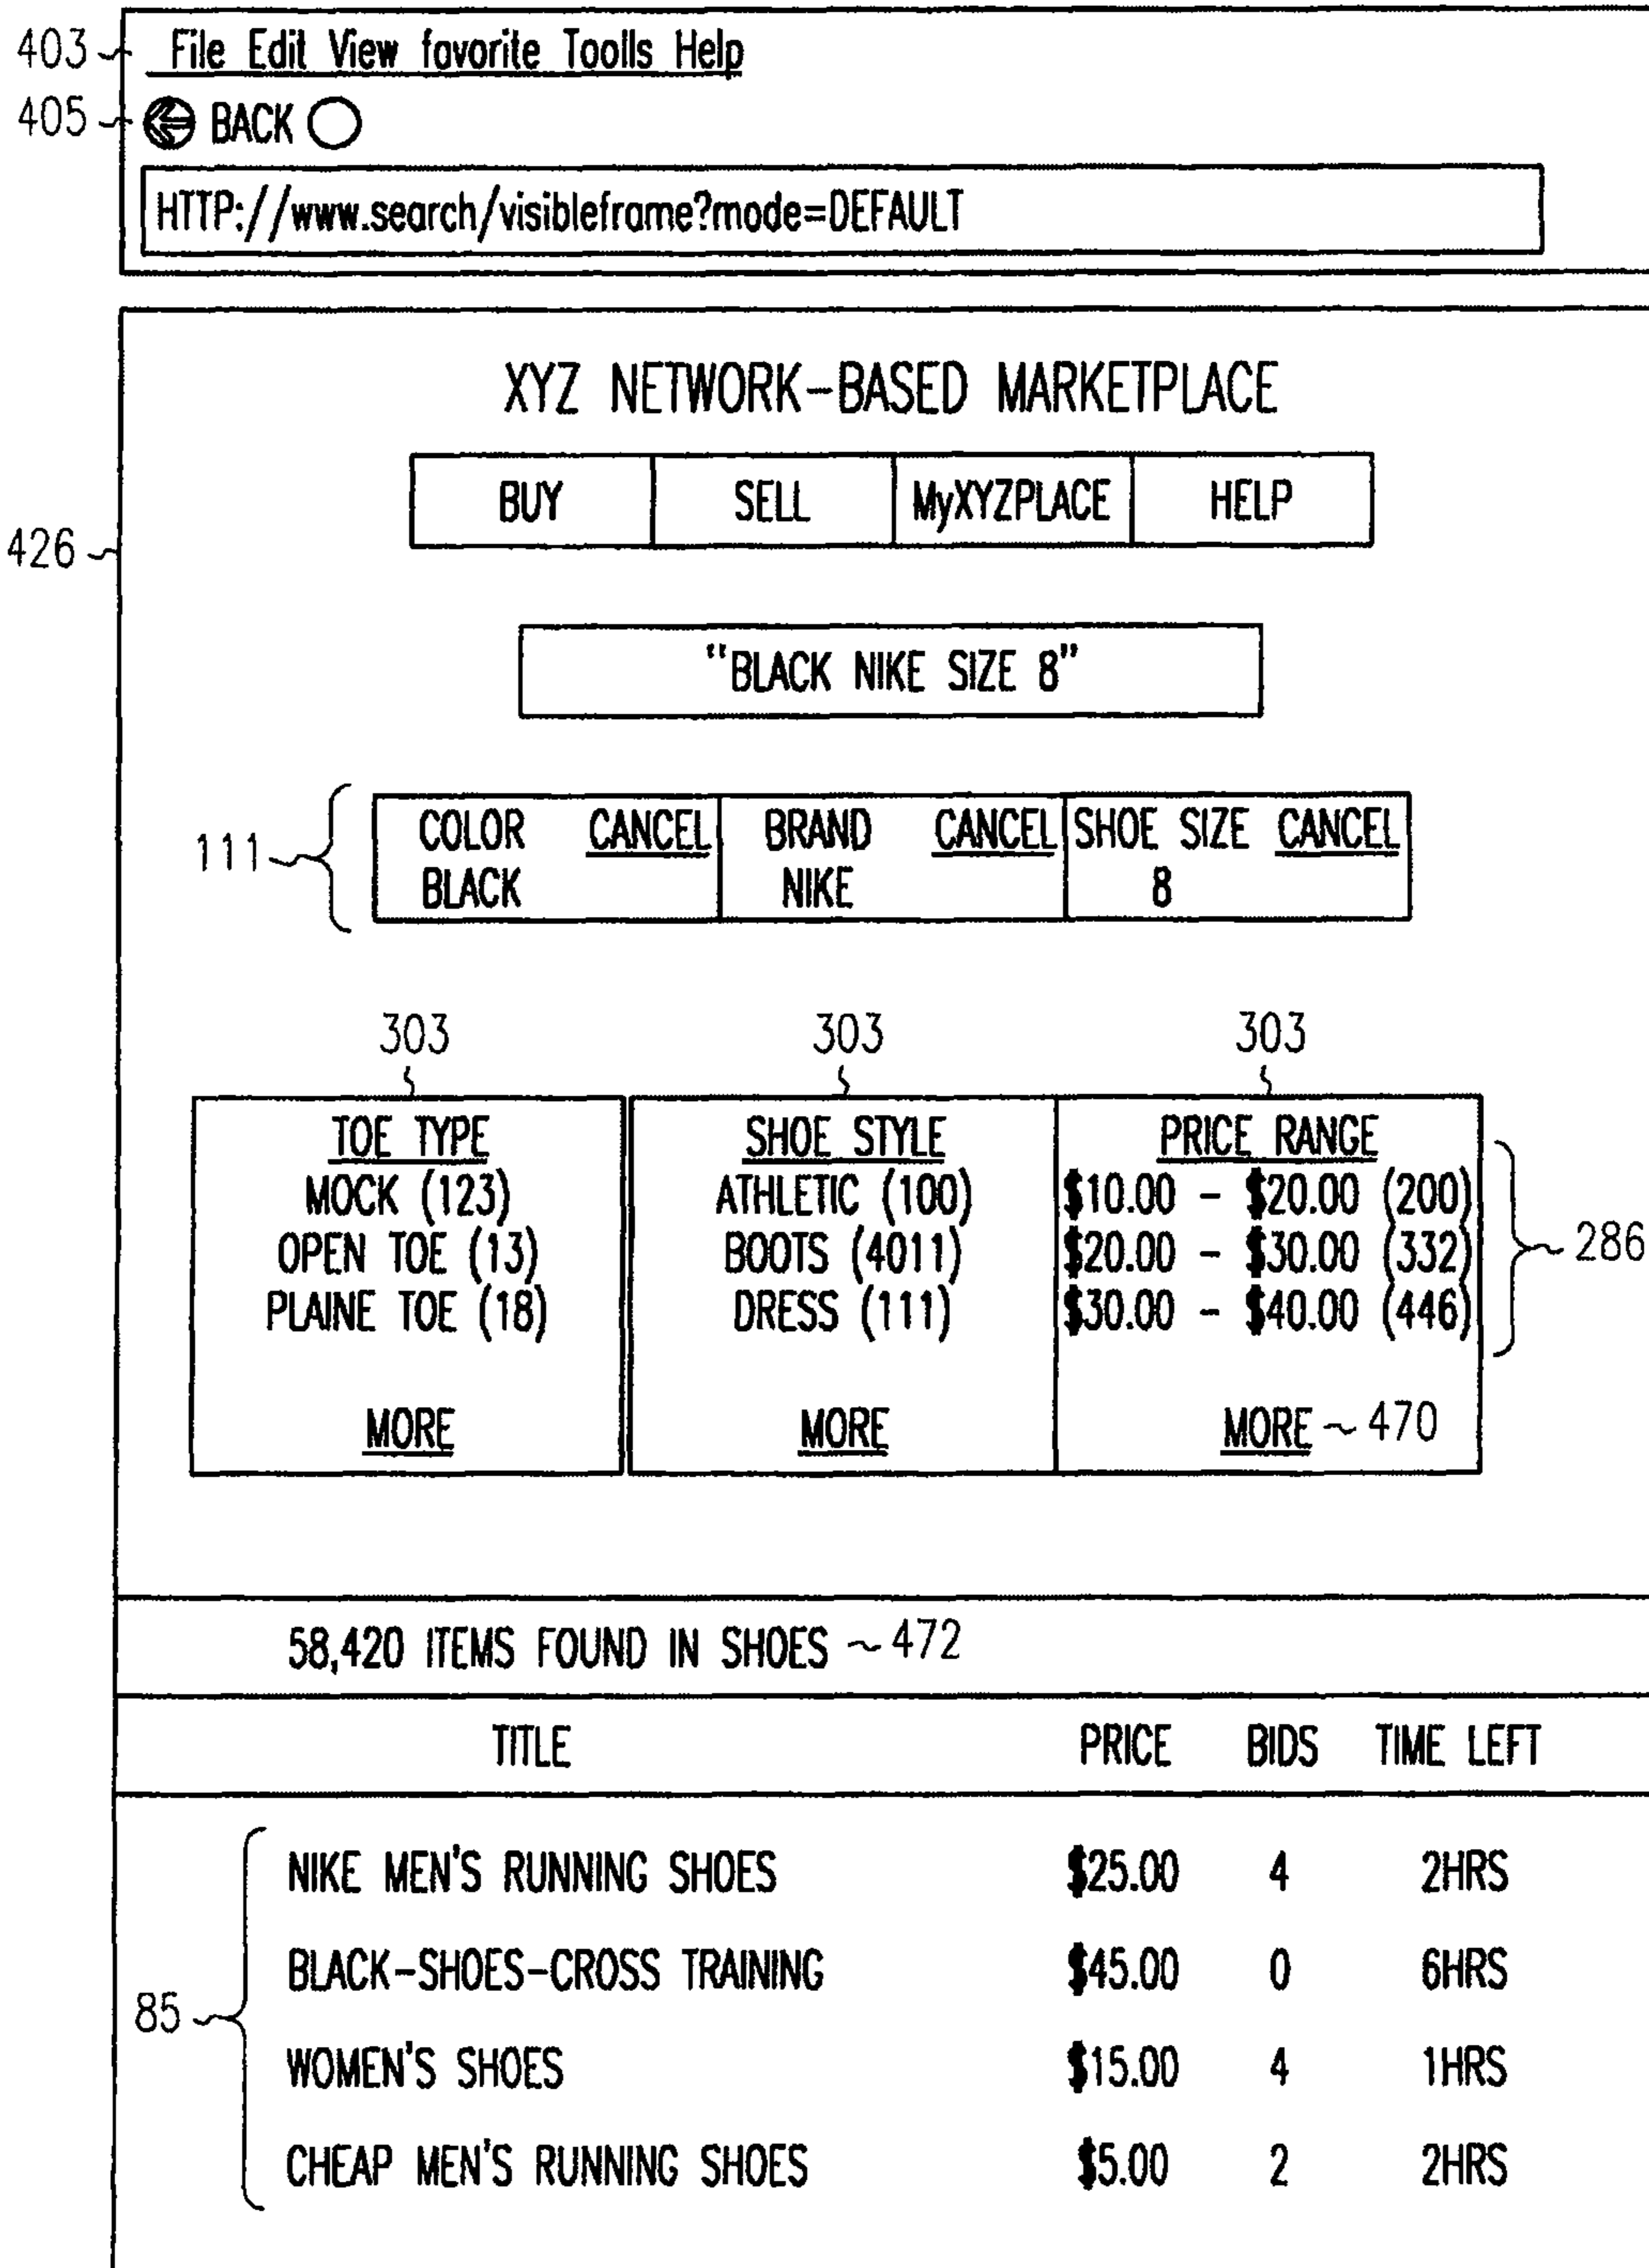 403 File Edit View favorite Toolls Help
405 BACK
HTTP://www.search/visibleframe?mode=DEFAULT
XYZ NETWORK-BASED MARKETPLACE
BUY SELL MyXYZPLACE HELP
426
"BLACK NIKE SIZE 8"
COLOR CANCEL BRAND CANCEL SHOE SIZE CANCEL
111
BLACK NIKE 8
303 303 303
TOE TYPE SHOE STYLE PRICE RANGE
MOCK (123) ATHLETIC (100) $10.00 - $20.00 (200)
OPEN TOE (13) BOOTS (4011) $20.00 - $30.00 (332) 286
PLAINE TOE (18) DRESS (111) $30.00 - $40.00 (446)
MORE MORE MORE 470
58,420 ITEMS FOUND IN SHOES 472
TITLE PRICE BIDS TIME LEFT
NIKE MEN'S RUNNING SHOES $25.00 4 2HRS
BLACK-SHOES-CROSS TRAINING $45.00 0 6HRS
85
WOMEN'S SHOES $15.00 4 1HRS
CHEAP MEN'S RUNNING SHOES $5.00 2 2HRS